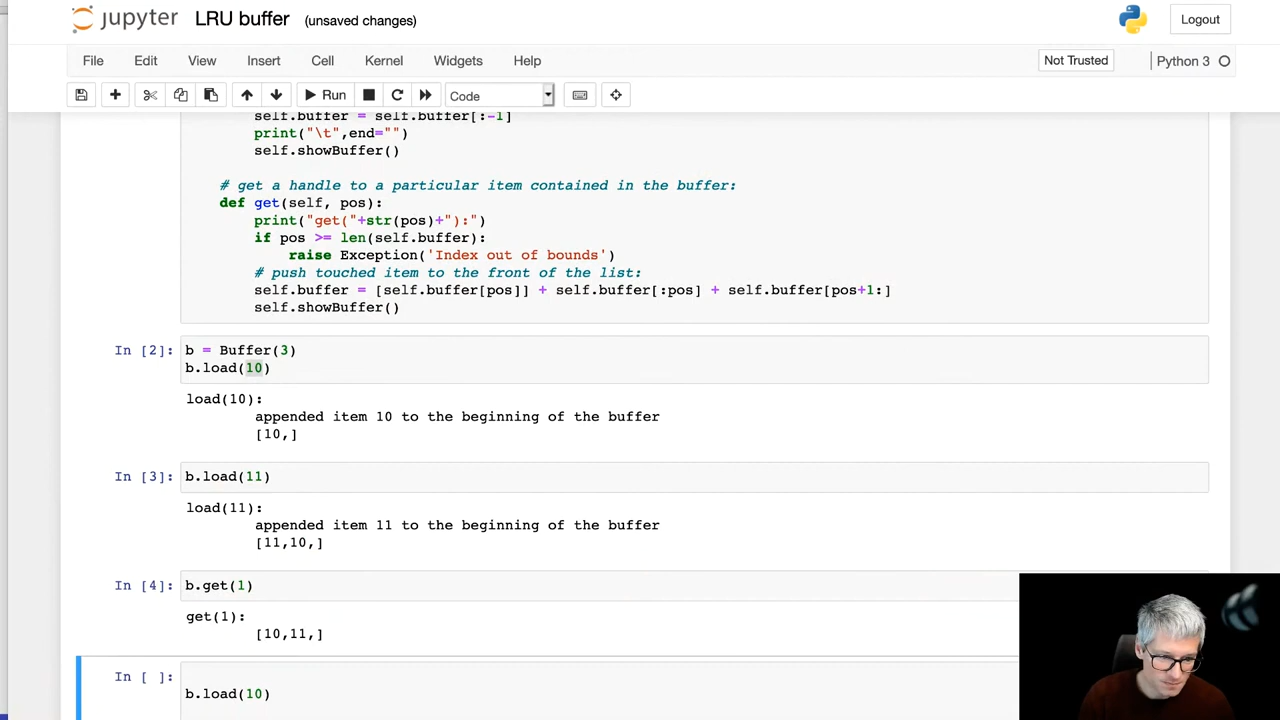 jupyter LRU buffer (unsaved changes) Logout
File Edit View Insert Cell Kernel Widgets Help Not Trusted Python 3
Run Code
self.buffer = self.buffer[:-1]
print("\t",end="")
self.showBuffer()
# get a handle to a particular item contained in the buffer:
def get(self, pos):
print("get("+str(pos)+"):")
if pos >= len(self.buffer):
raise Exception('Index out of bounds')
# push touched item to the front of the list:
self.buffer = [self.buffer[pos]] + self.buffer[:pos] + self.buffer[pos+1:]
self.showBuffer()
In [2]: b = Buffer(3)
b.load(10)
load(10):
appended item 10 to the beginning of the buffer
[10,]
In [3]: b.load(11)
load(11):
appended item 11 to the beginning of the buffer
[11,10,]
In [4]: b.get(1)
get(1):
[10,11,]
In [ ]:
b.load(10)